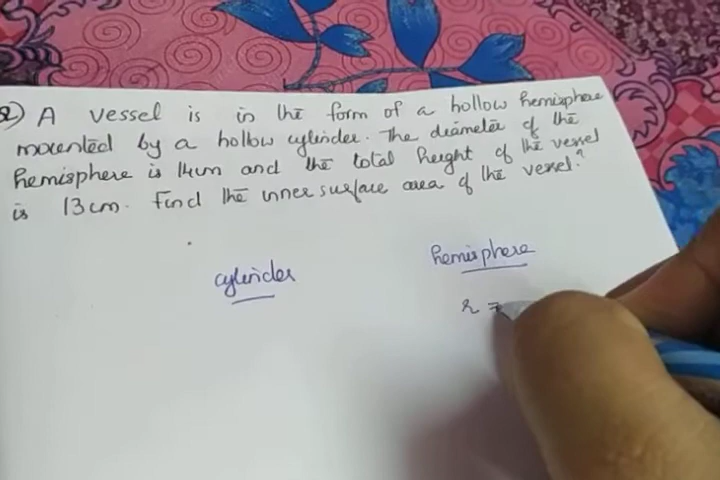 2) A vessel is in the form of a hollow hemisphere
mounted by a hollow cylinder. The diameter of the
hemisphere is 14cm and the total height of the vessel
is 13cm. Find the inner surface area of the vessel?
cylinder
hemisphere
r =